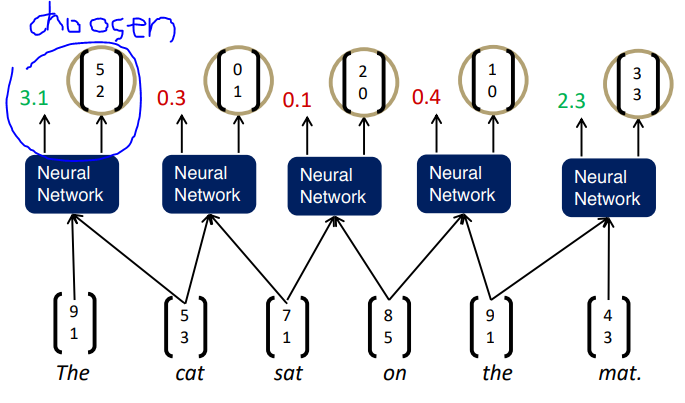 choosen
3.1 5 2 0.3 0 1 0.1 2 0 0.4 1 0 2.3 3 3
Neural Network Neural Network Neural Network Neural Network Neural Network
9 1 5 3 7 1 8 5 9 1 4 3
The cat sat on the mat.